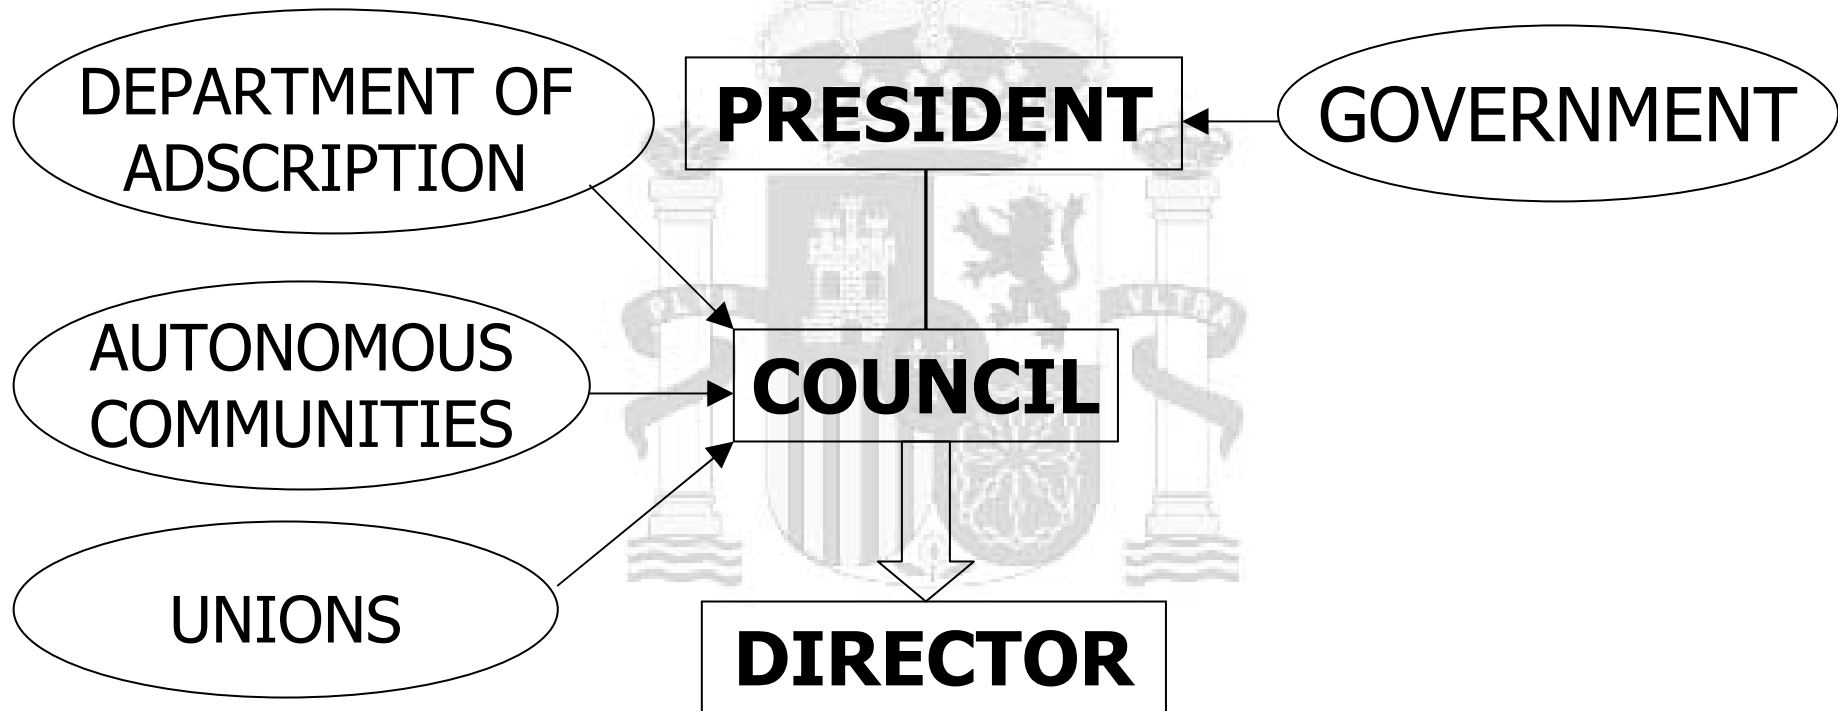 DEPARTMENT OF
ADSCRIPTION
PRESIDENT
GOVERNMENT
AUTONOMOUS
COMMUNITIES
COUNCIL
UNIONS
DIRECTOR